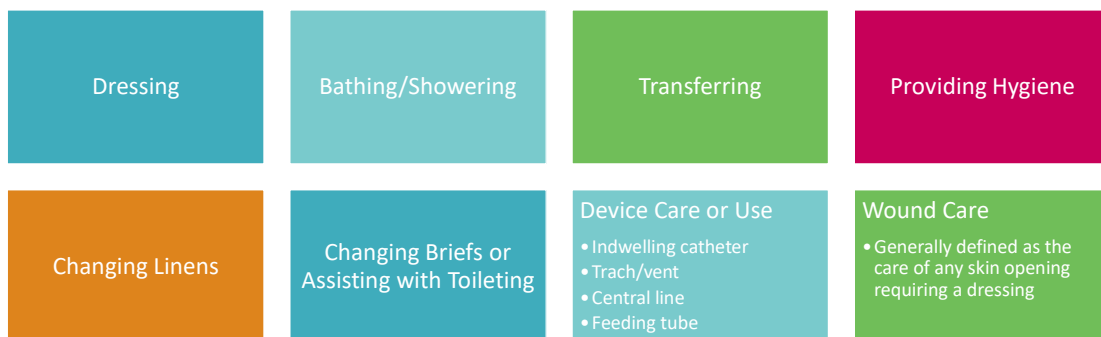 Dressing
Bathing/Showering
Transferring
Providing Hygiene
Changing Linens
Changing Briefs or
Assisting with Toileting
Device Care or Use
• Indwelling catheter
• Trach/vent
• Central line
• Feeding tube
Wound Care
• Generally defined as the
care of any skin opening
requiring a dressing